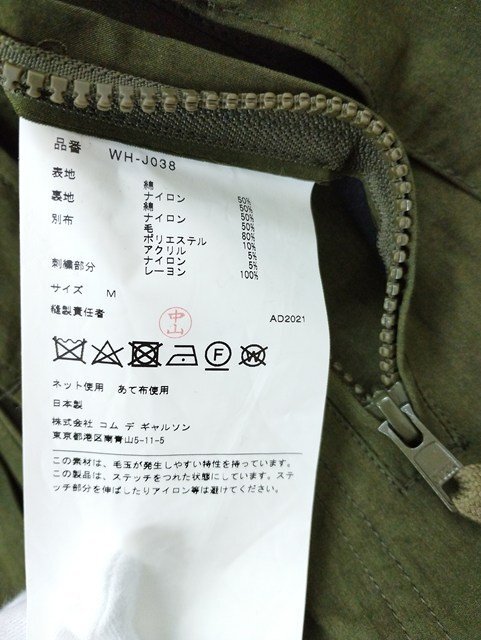 品番 WH-J038
表地 綿 50%
ナイロン 50%
裏地 綿 50%
ナイロン 50%
別布 毛 80%
ポリエステル 10%
アクリル 5%
ナイロン 5%
刺繍部分 レーヨン 100%
サイズ M
縫製責任者 中山 AD2021
P W
ネット使用 あて布使用
日本製
株式会社 コム デ ギャルソン
東京都港区南青山5-11-5
この素材は、毛玉が発生しやすい特性を持っています。
この製品は、ステッチをつれた状態にしています。ステ
ッチ部分を伸ばしたりアイロン等は避けてください。